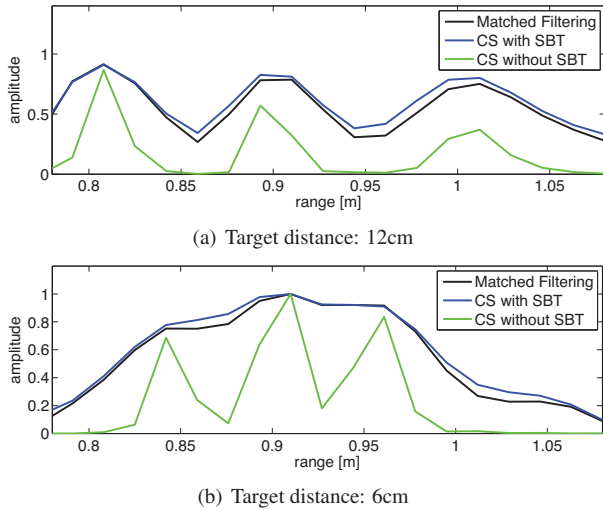 Matched Filtering
CS with SBT
CS without SBT
amplitude
1
0.5
0
0.8 0.85 0.9 0.95 1 1.05
range [m]
(a) Target distance: 12cm
Matched Filtering
CS with SBT
CS without SBT
amplitude
1
0.8
0.6
0.4
0.2
0
0.8 0.85 0.9 0.95 1 1.05
range [m]
(b) Target distance: 6cm